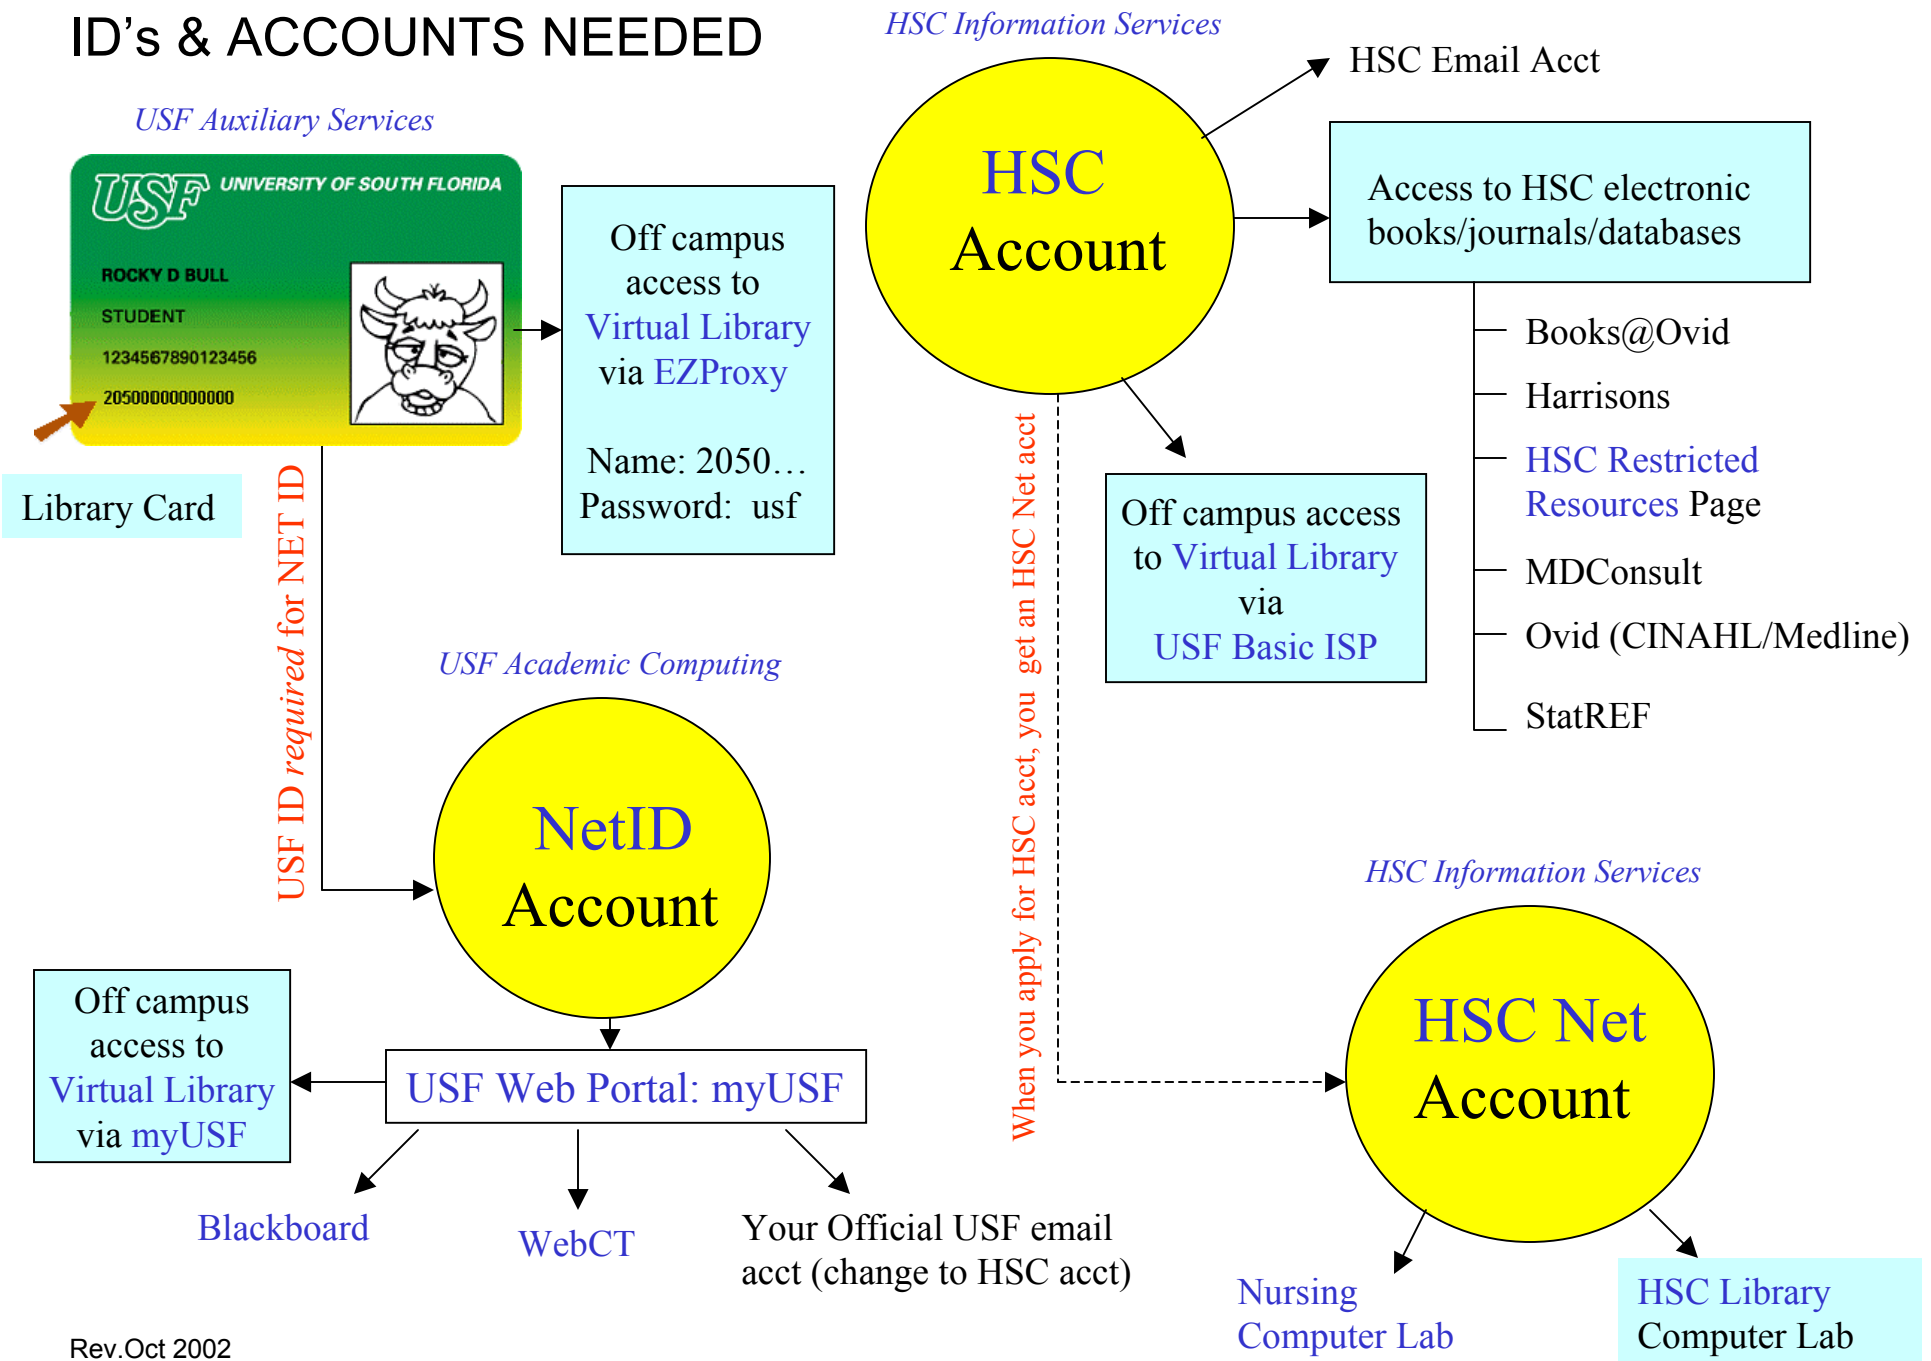 ID's & ACCOUNTS NEEDED
USF Auxiliary Services
USF UNIVERSITY OF SOUTH FLORIDA
ROCKY D BULL
STUDENT
1234567890123456
20500000000000
Library Card
Off campus
access to
Virtual Library
via EZProxy
Name: 2050…
Password: usf
USF ID required for NET ID
USF Academic Computing
NetID
Account
USF Web Portal: myUSF
Off campus
access to
Virtual Library
via myUSF
Blackboard
WebCT
Your Official USF email
acct (change to HSC acct)
HSC Information Services
HSC
Account
HSC Email Acct
Access to HSC electronic
books/journals/databases
Books@Ovid
Harrisons
HSC Restricted
Resources Page
MDConsult
Ovid (CINAHL/Medline)
StatREF
Off campus access
to Virtual Library
via
USF Basic ISP
When you apply for HSC acct, you get an HSC Net acct
HSC Information Services
HSC Net
Account
Nursing
Computer Lab
HSC Library
Computer Lab
Rev.Oct 2002